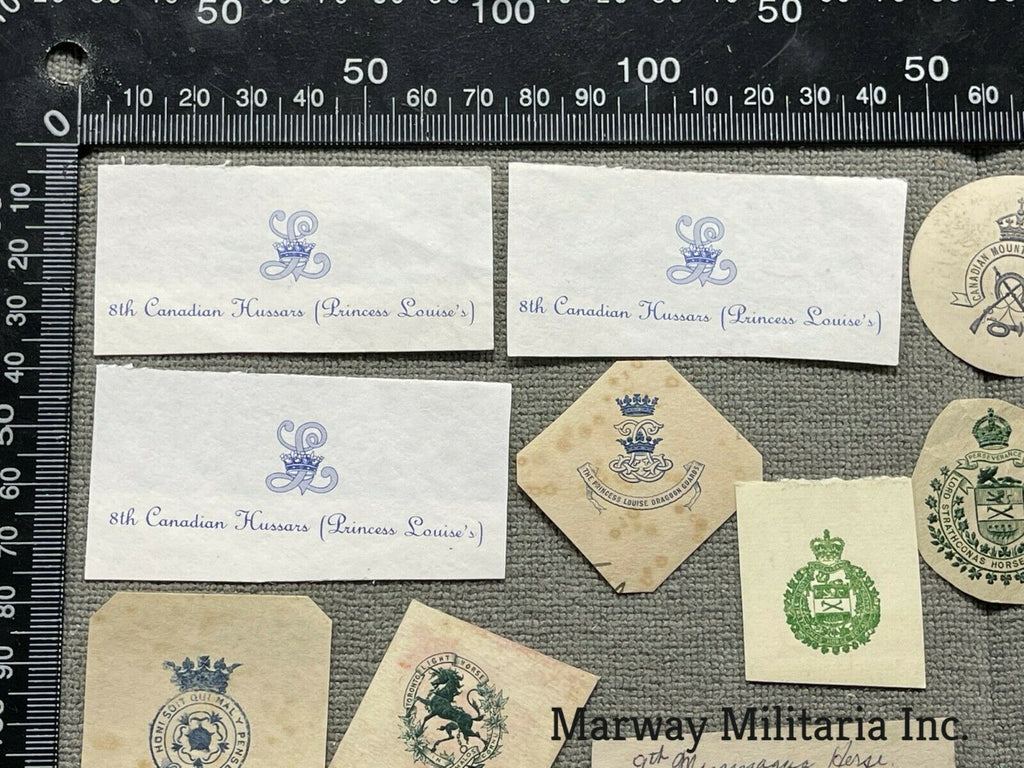 50 100 50
50 100 50
10 20 30 40 60 70 80 90 10 20 30 40 60
0
10
20
30
40
50
60
70
80
90
8th Canadian Hussars (Princess Louise's)
8th Canadian Hussars (Princess Louise's)
CANADIAN MOUNT
8th Canadian Hussars (Princess Louise's)
THE PRINCESS LOUISE DRAGOON GUARDS
PERSEVERANCE
LORD STRATHCONAS HORSE
HONI SOIT QUI MAL Y PENSE
TORONTO LIGHT HORSE
Marway Militaria Inc.
9th Horse